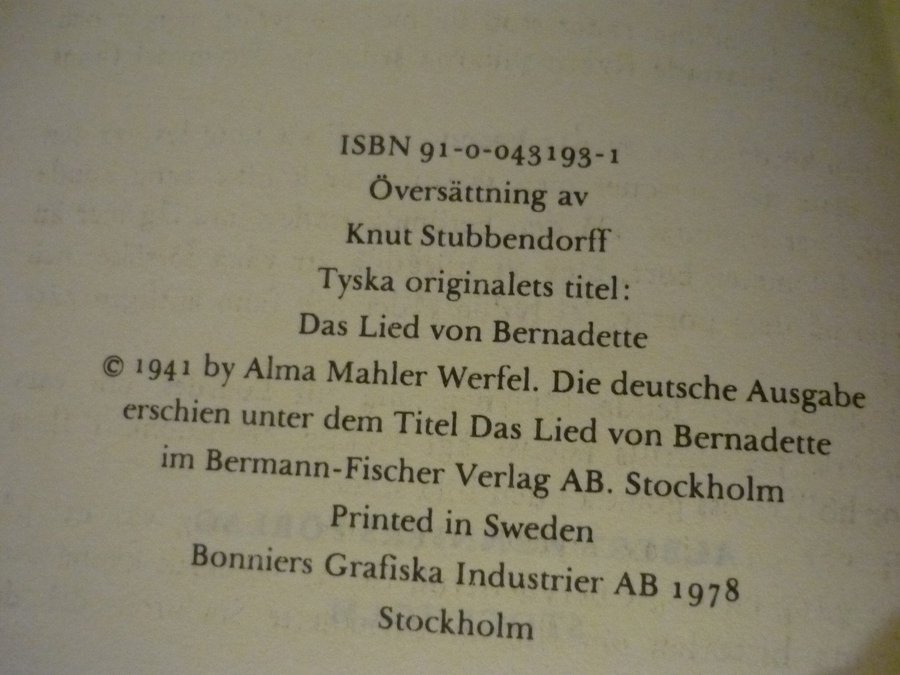 ISBN 91-0-043193-1
Översättning av
Knut Stubbendorff
Tyska originalets titel:
Das Lied von Bernadette
© 1941 by Alma Mahler Werfel. Die deutsche Ausgabe
erschien unter dem Titel Das Lied von Bernadette
im Bermann-Fischer Verlag AB. Stockholm
Printed in Sweden
Bonniers Grafiska Industrier AB 1978
Stockholm